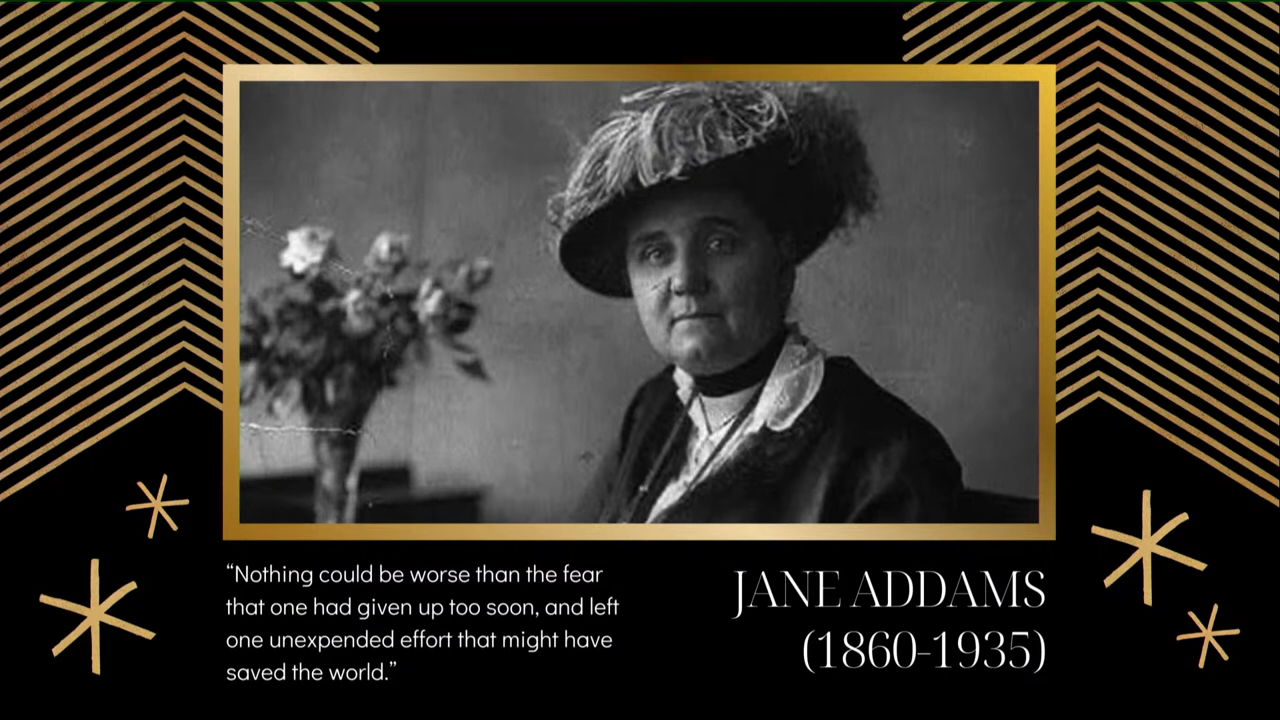 “Nothing could be worse than the fear
that one had given up too soon, and left
one unexpended effort that might have
saved the world.”
JANE ADDAMS
(1860-1935)